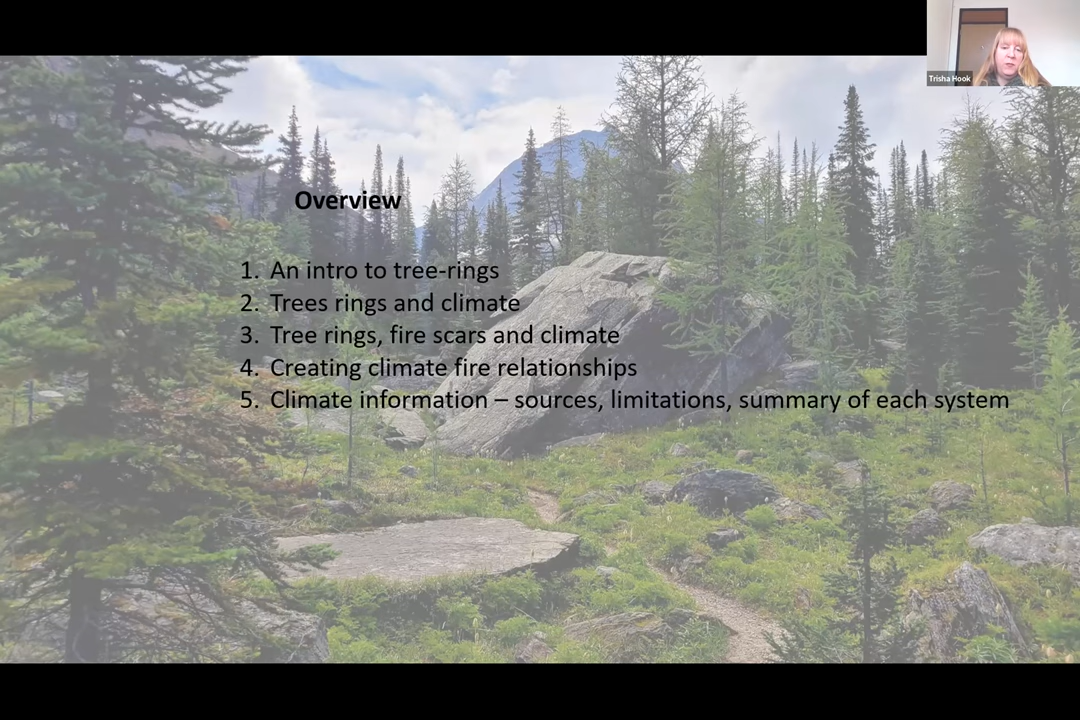 Trisha Hook
Overview
1. An intro to tree-rings
2. Trees rings and climate
3. Tree rings, fire scars and climate
4. Creating climate fire relationships
5. Climate information – sources, limitations, summary of each system